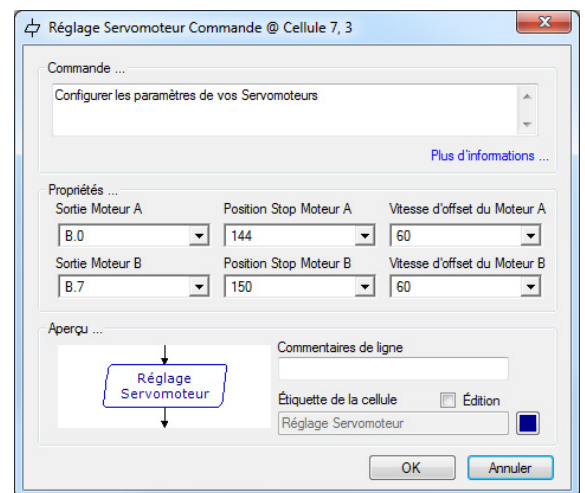 Réglage Servomoteur Commande @ Cellule 7, 3
Commande ...
Configurer les paramètres de vos Servomoteurs
Plus d'informations ...
Propriétés ...
Sortie Moteur A Position Stop Moteur A Vitesse d'offset du Moteur A
B.0 144 60
Sortie Moteur B Position Stop Moteur B Vitesse d'offset du Moteur B
B.7 150 60
Aperçu ...
Réglage
Servomoteur
Commentaires de ligne
Étiquette de la cellule Édition
Réglage Servomoteur
OK Annuler